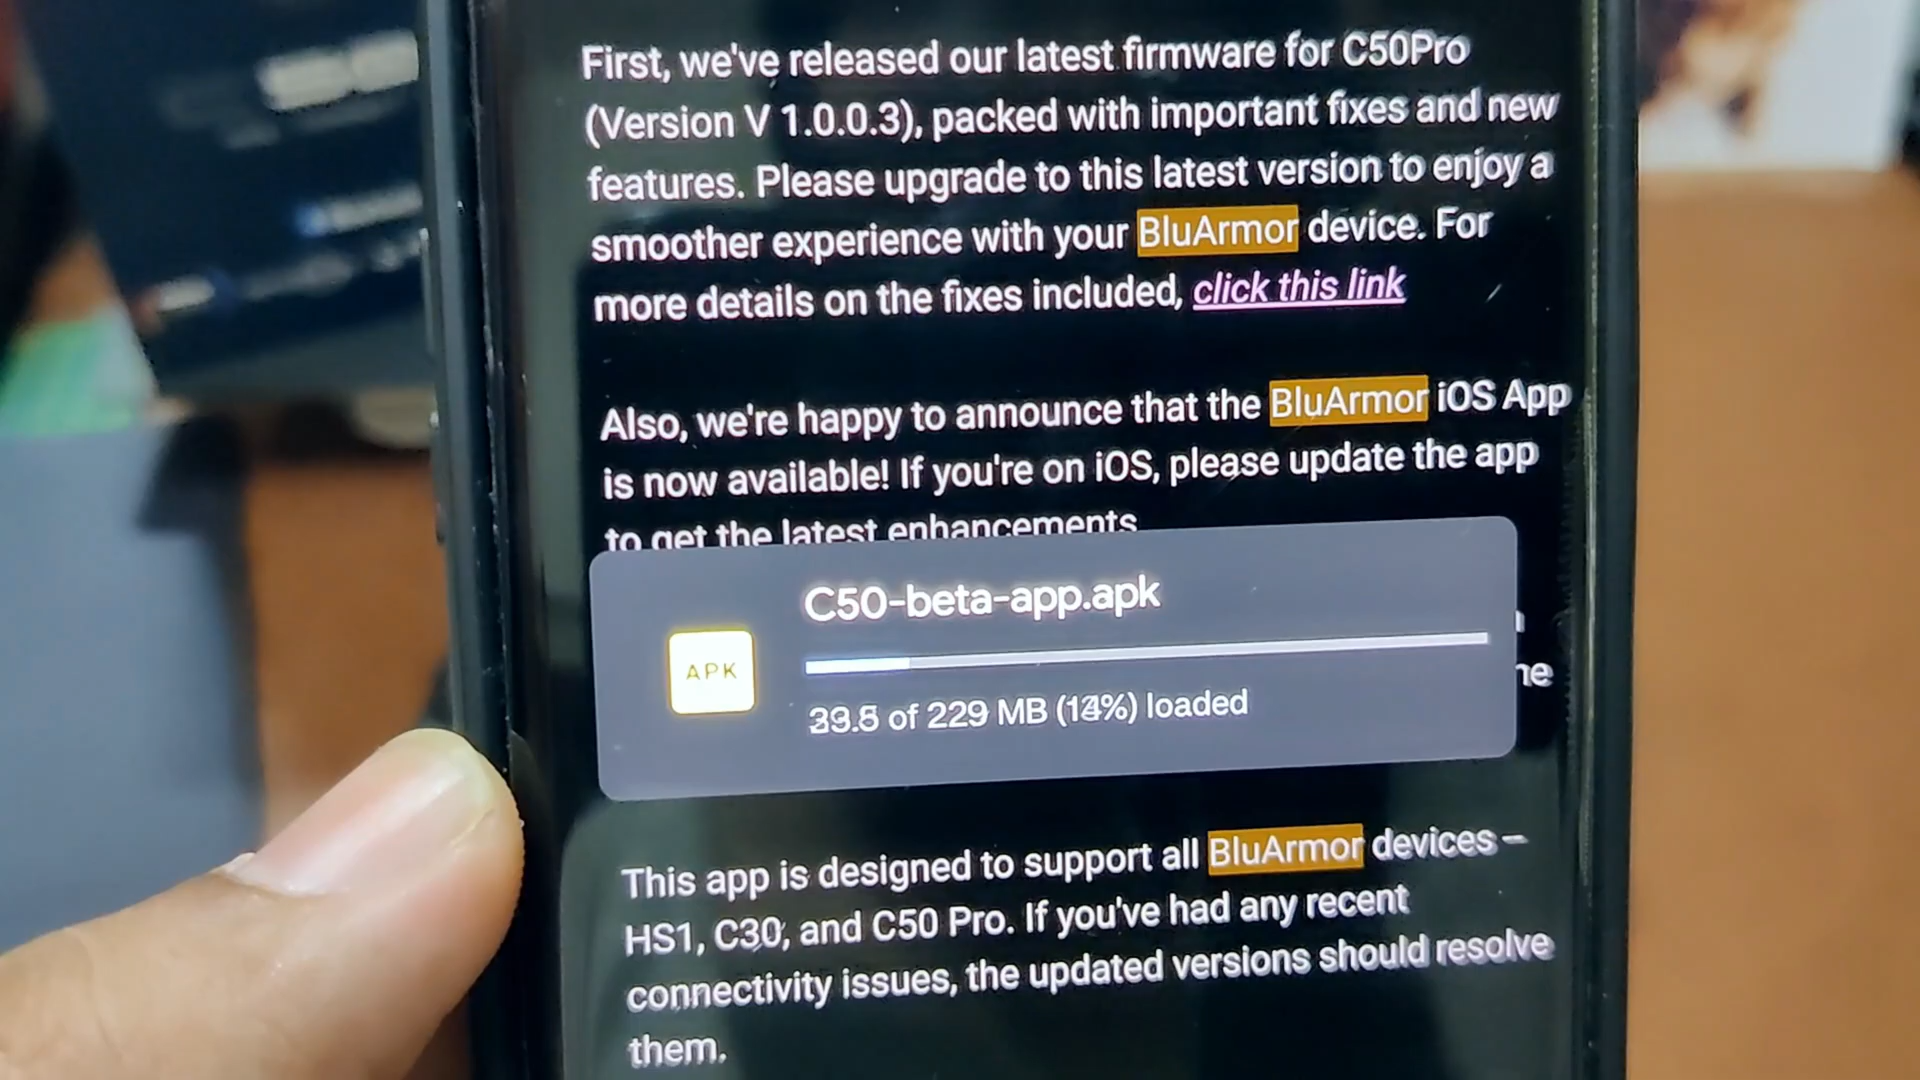 First, we've released our latest firmware for C50Pro
(Version V 1.0.0.3), packed with important fixes and new
features. Please upgrade to this latest version to enjoy a
smoother experience with your BluArmor device. For
more details on the fixes included, click this link
Also, we're happy to announce that the BluArmor iOS App
is now available! If you're on iOS, please update the app
to get the latest enhancements
C50-beta-app.apk
APK
of 229 MB loaded
This app is designed to support all BluArmor devices –
HS1, C30, and C50 Pro. If you've had any recent
connectivity issues, the updated versions should resolve
them.